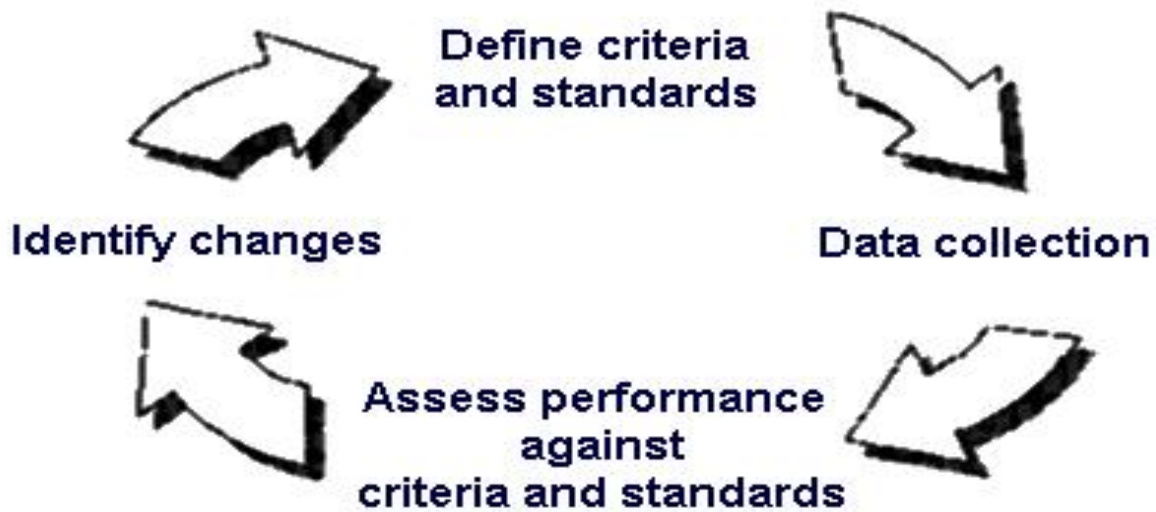 Define criteria
and standards
Identify changes
Data collection
Assess performance
against
criteria and standards